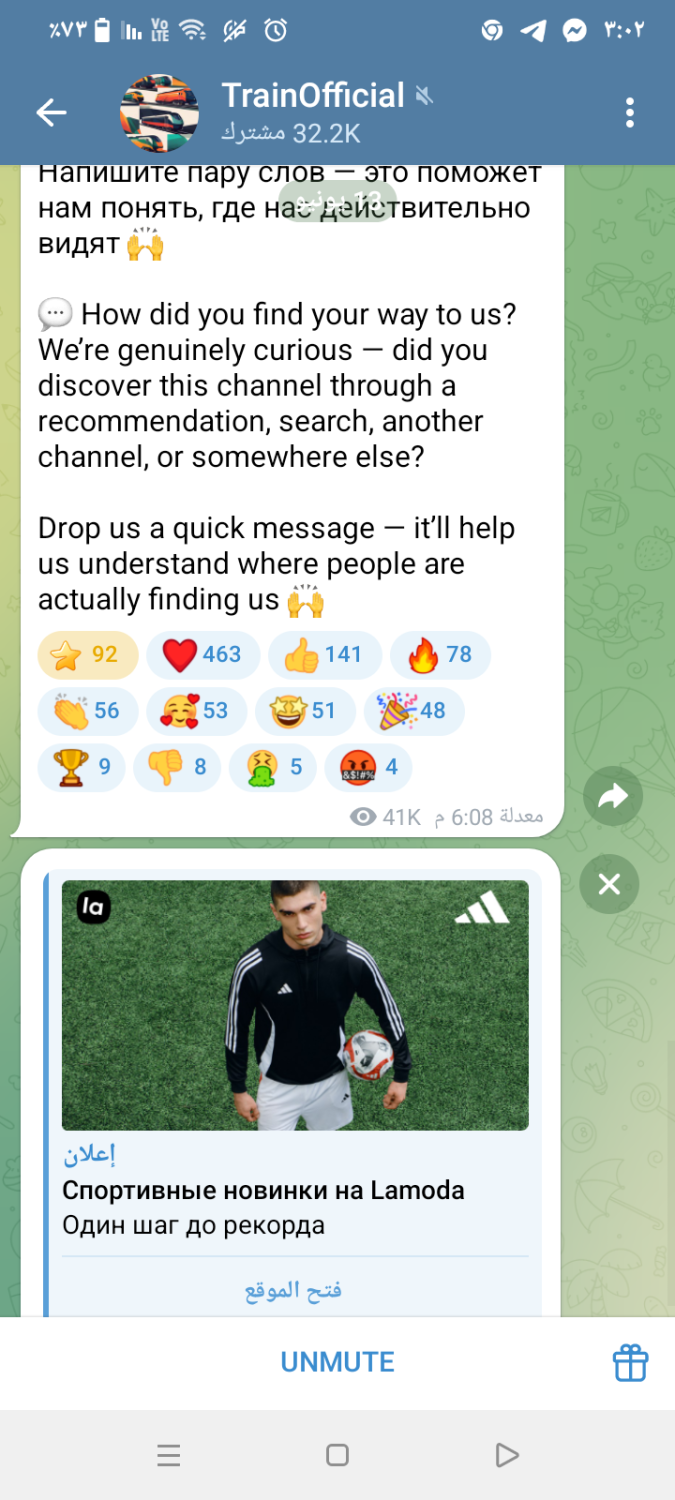 ٪٧٣ Vo LTE ٣:٠٢
TrainOfficial
32.2K مشترك
Напишите пару слов — это поможет
нам понять, где нас действительно
13 يونيو
видят 🙌
💬 How did you find your way to us?
We’re genuinely curious — did you
discover this channel through a
recommendation, search, another
channel, or somewhere else?
Drop us a quick message — it’ll help
us understand where people are
actually finding us 🙌
⭐ 92 ❤️ 463 👍 141 🔥 78
👏 56 🥰 53 🤩 51 🎉 48
🏆 9 👎 8 🤮 5 🤬 4
41K معدلة 6:08 م
la
إعلان
Спортивные новинки на Lamoda
Один шаг до рекорда
فتح الموقع
UNMUTE